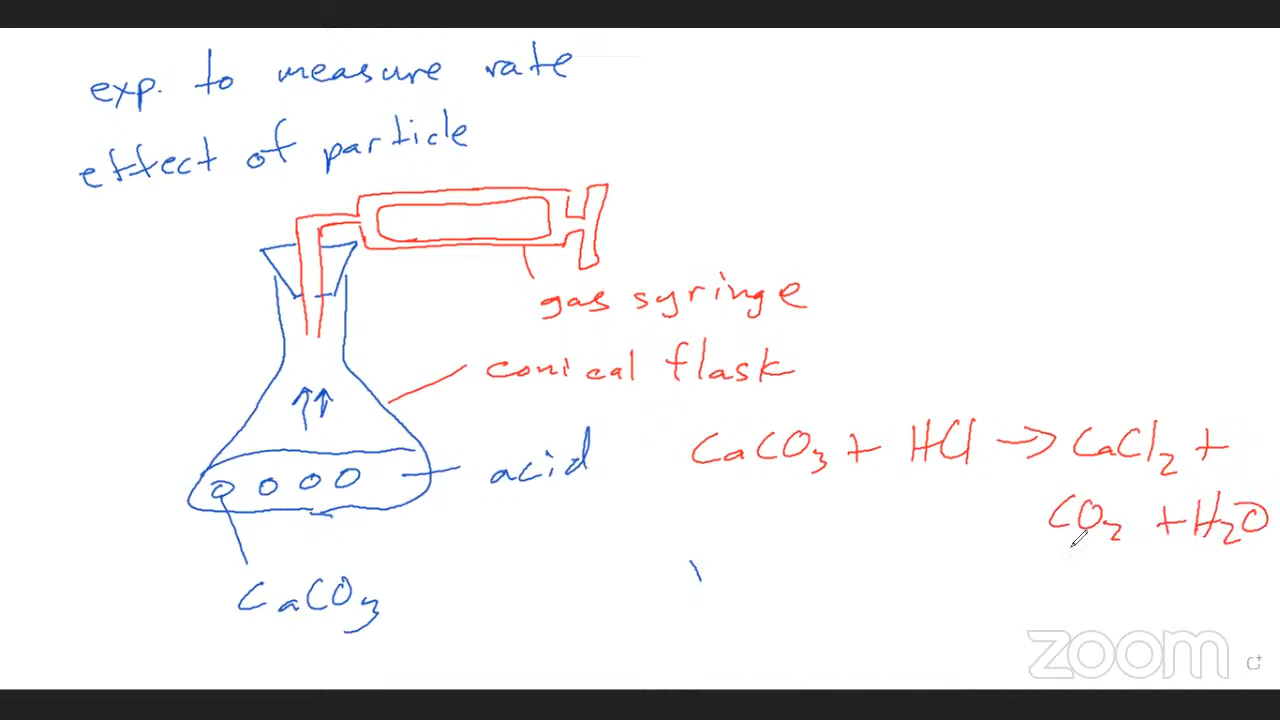 exp. to measure rate
effect of particle
gas syringe
conical flask
CaCO3 + HCl → CaCl2 +
CO2 + H2O
acid
CaCO3
zoom